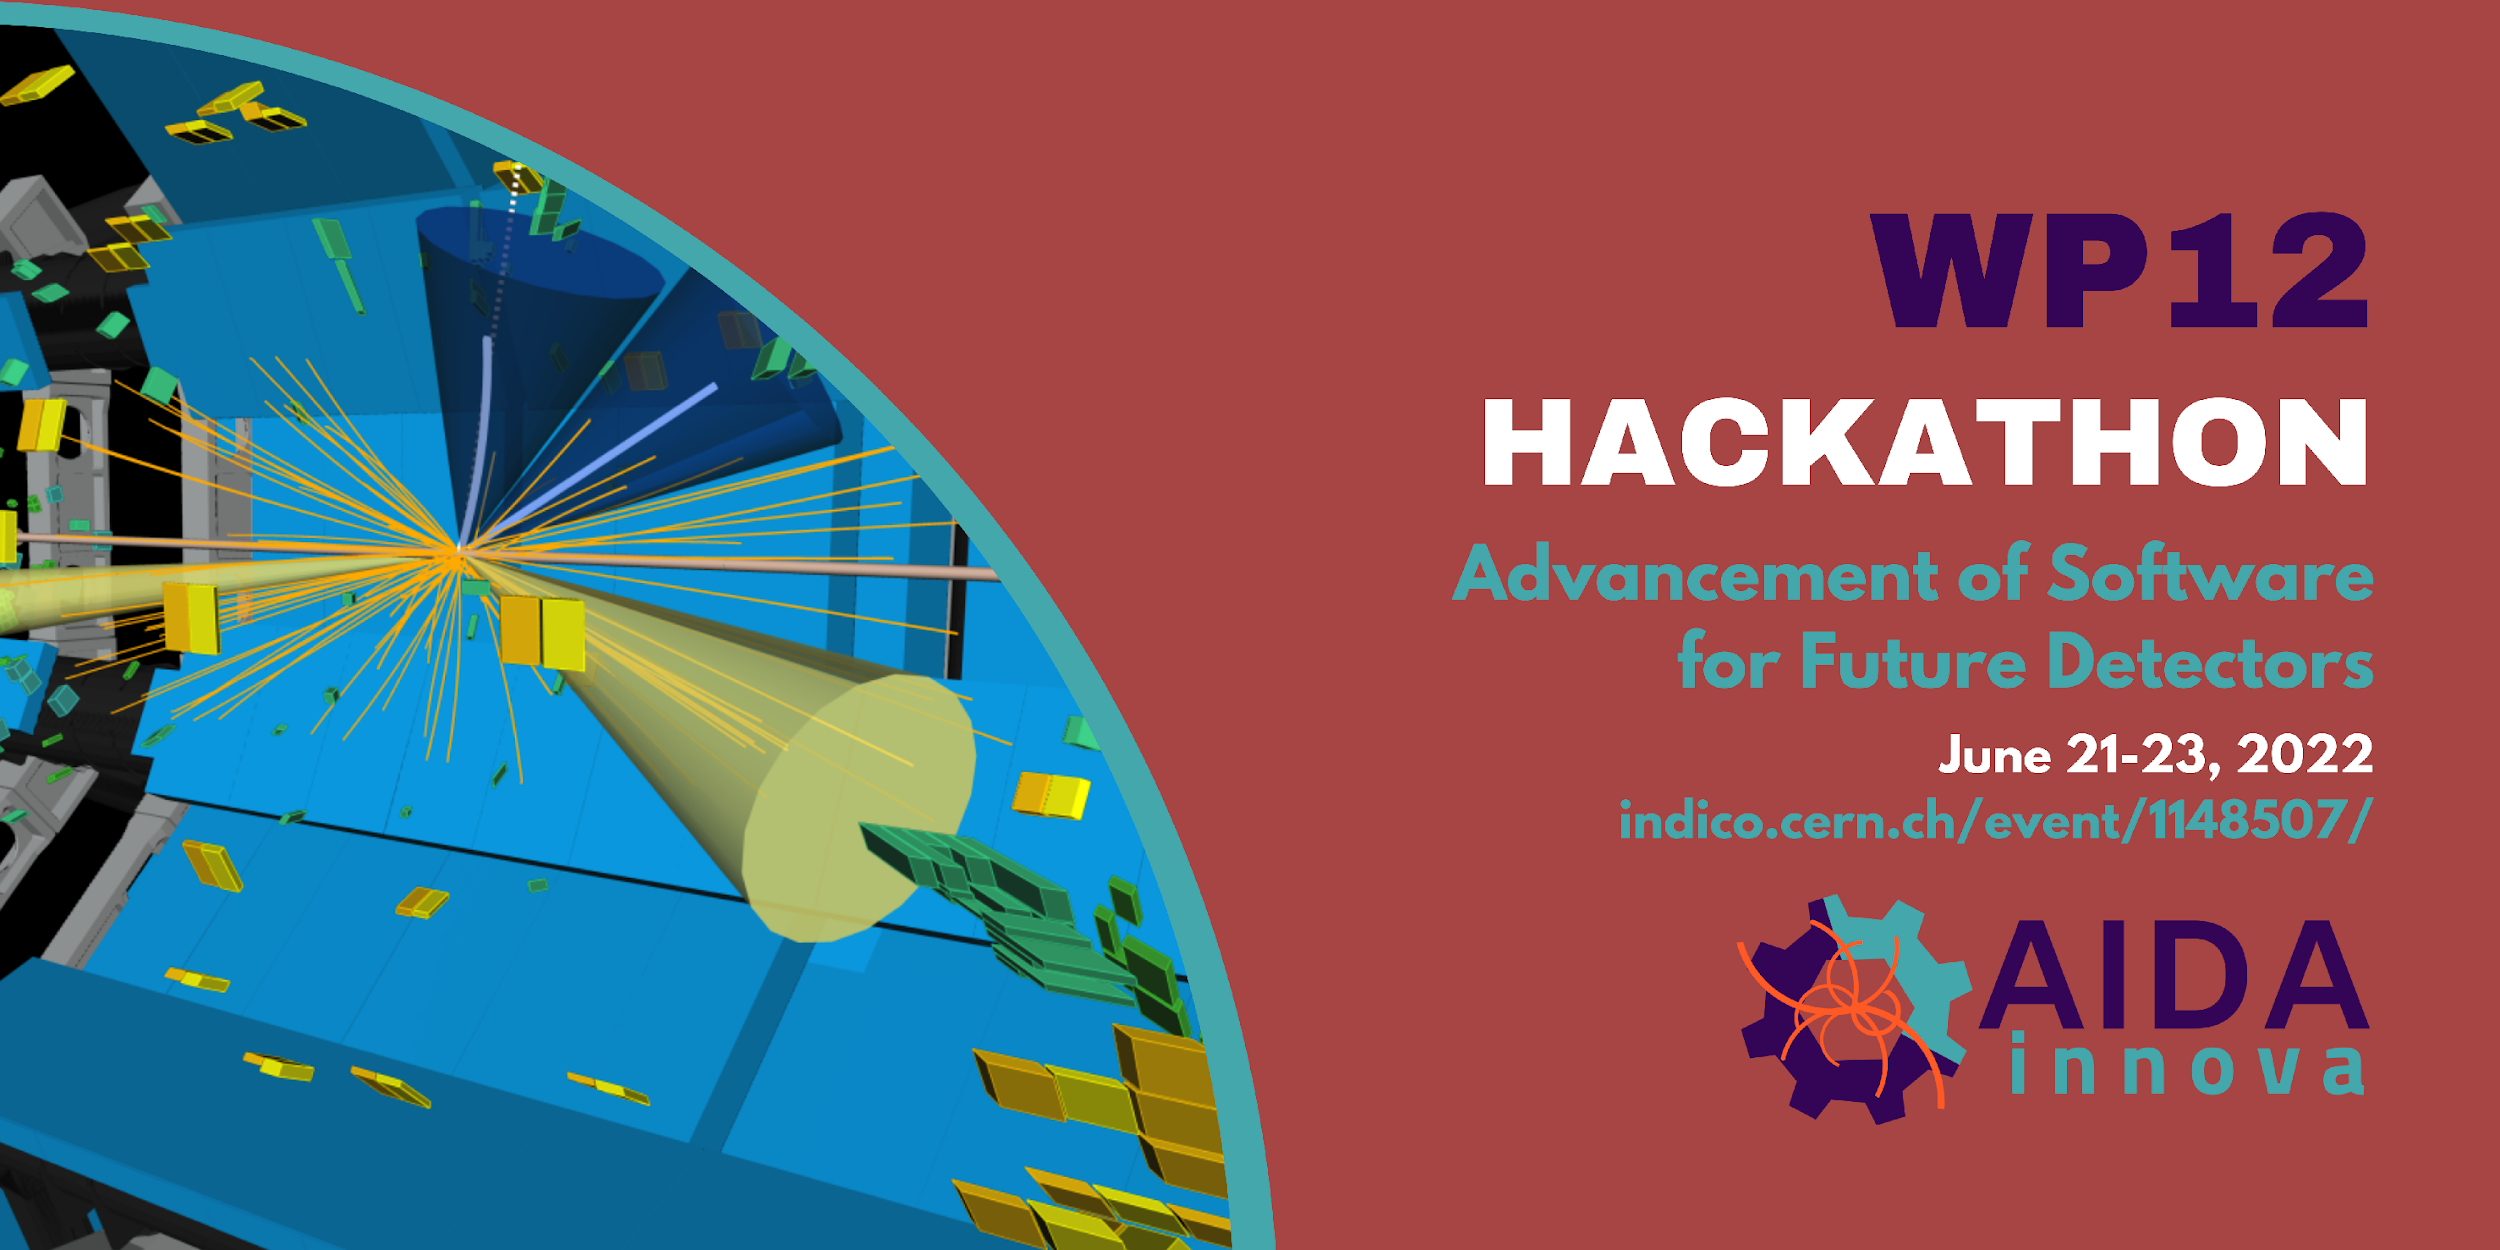 WP12
HACKATHON
Advancement of Software
for Future Detectors
June 21-23, 2022
indico.cern.ch/event/1148507/
AIDA
innova